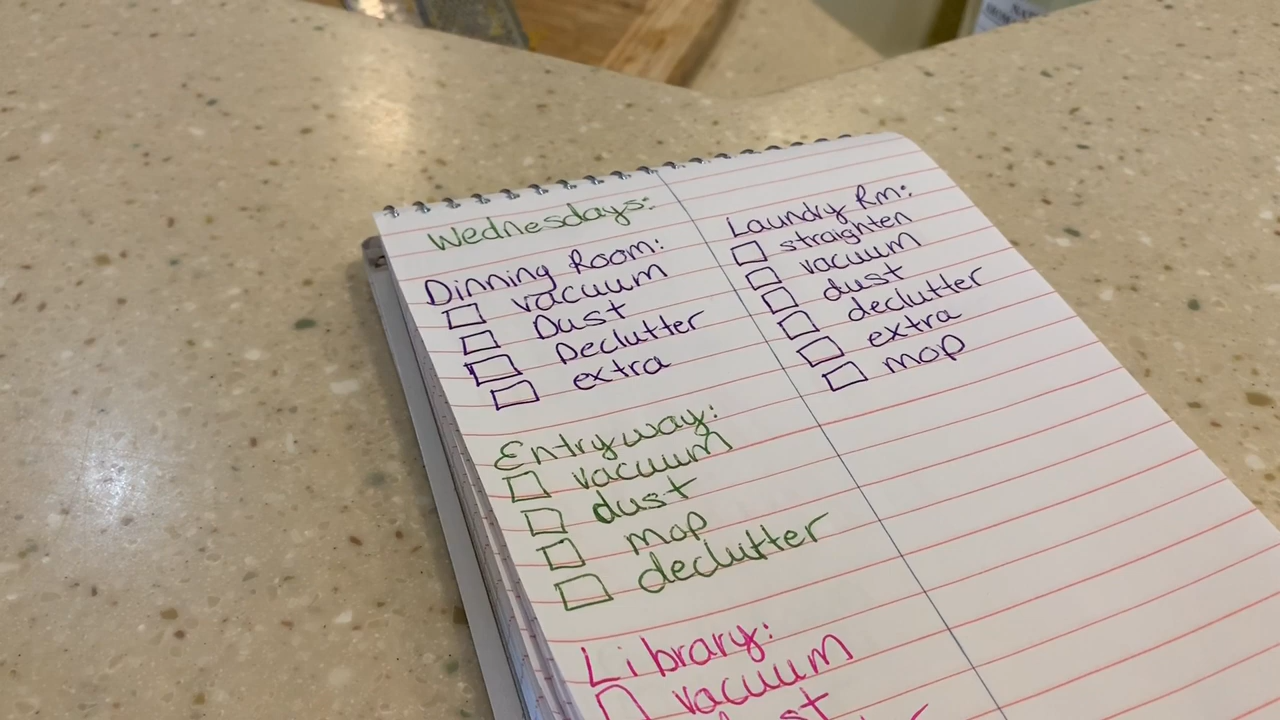 Wednesdays:
Dinning Room:
vacuum
Dust
Declutter
extra
Entryway:
vacuum
dust
mop
declutter
Library:
vacuum
Laundry Rm:
straighten
vacuum
dust
declutter
extra
mop